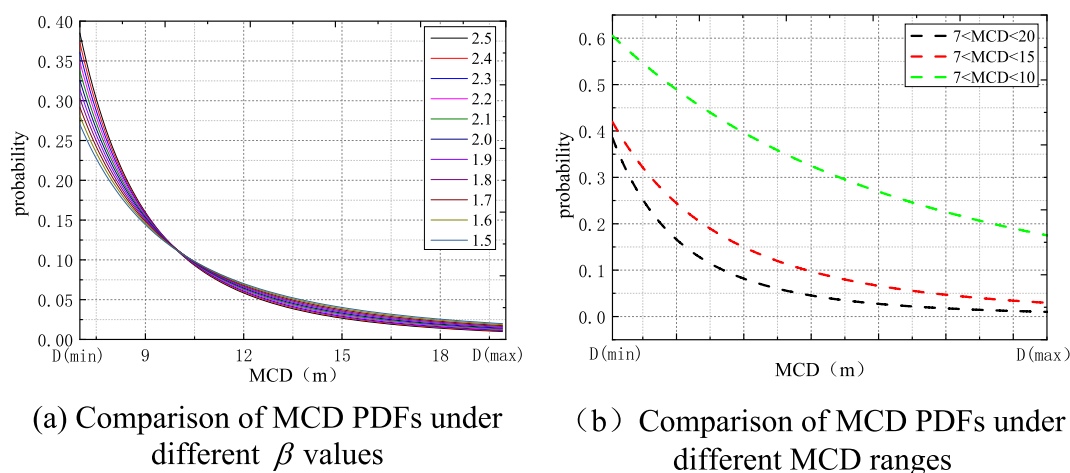 0.40
0.35
0.30
0.25
0.20
0.15
0.10
0.05
0.00
probability
D(min) 9 12 15 18 D(max)
MCD（m）
2.5
2.4
2.3
2.2
2.1
2.0
1.9
1.8
1.7
1.6
1.5
(a) Comparison of MCD PDFs under
different β values
0.6
0.5
0.4
0.3
0.2
0.1
0.0
probability
D(min) D(max)
MCD（m）
7<MCD<20
7<MCD<15
7<MCD<10
（b） Comparison of MCD PDFs under
different MCD ranges